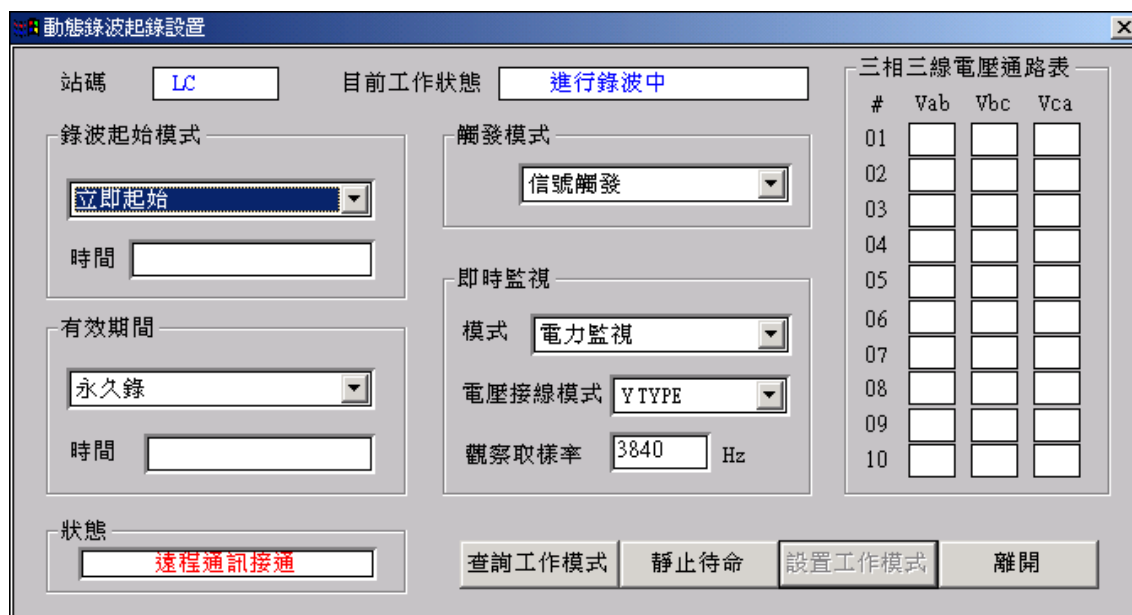 動態錄波起錄設置
站碼 LC 目前工作狀態 進行錄波中
錄波起始模式
立即起始
時間
有效期間
永久錄
時間
狀態
遠程通訊接通
觸發模式
信號觸發
即時監視
模式 電力監視
電壓接線模式 Y TYPE
觀察取樣率 3840 Hz
三相三線電壓通路表
# Vab Vbc Vca
01
02
03
04
05
06
07
08
09
10
查詢工作模式 靜止待命 設置工作模式 離開